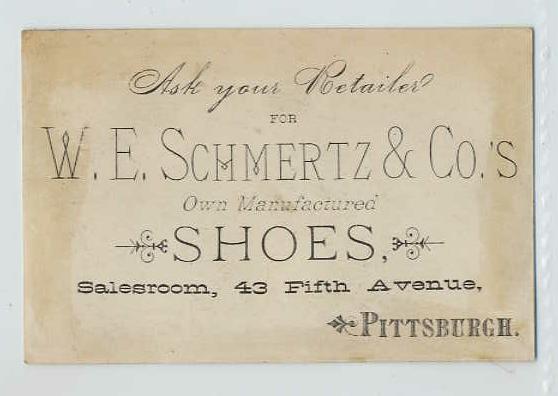 Ask your Retailer
FOR
W. E. SCHMERTZ & CO.'S
Own Manufactured
SHOES,
Salesroom, 43 Fifth Avenue,
PITTSBURGH.